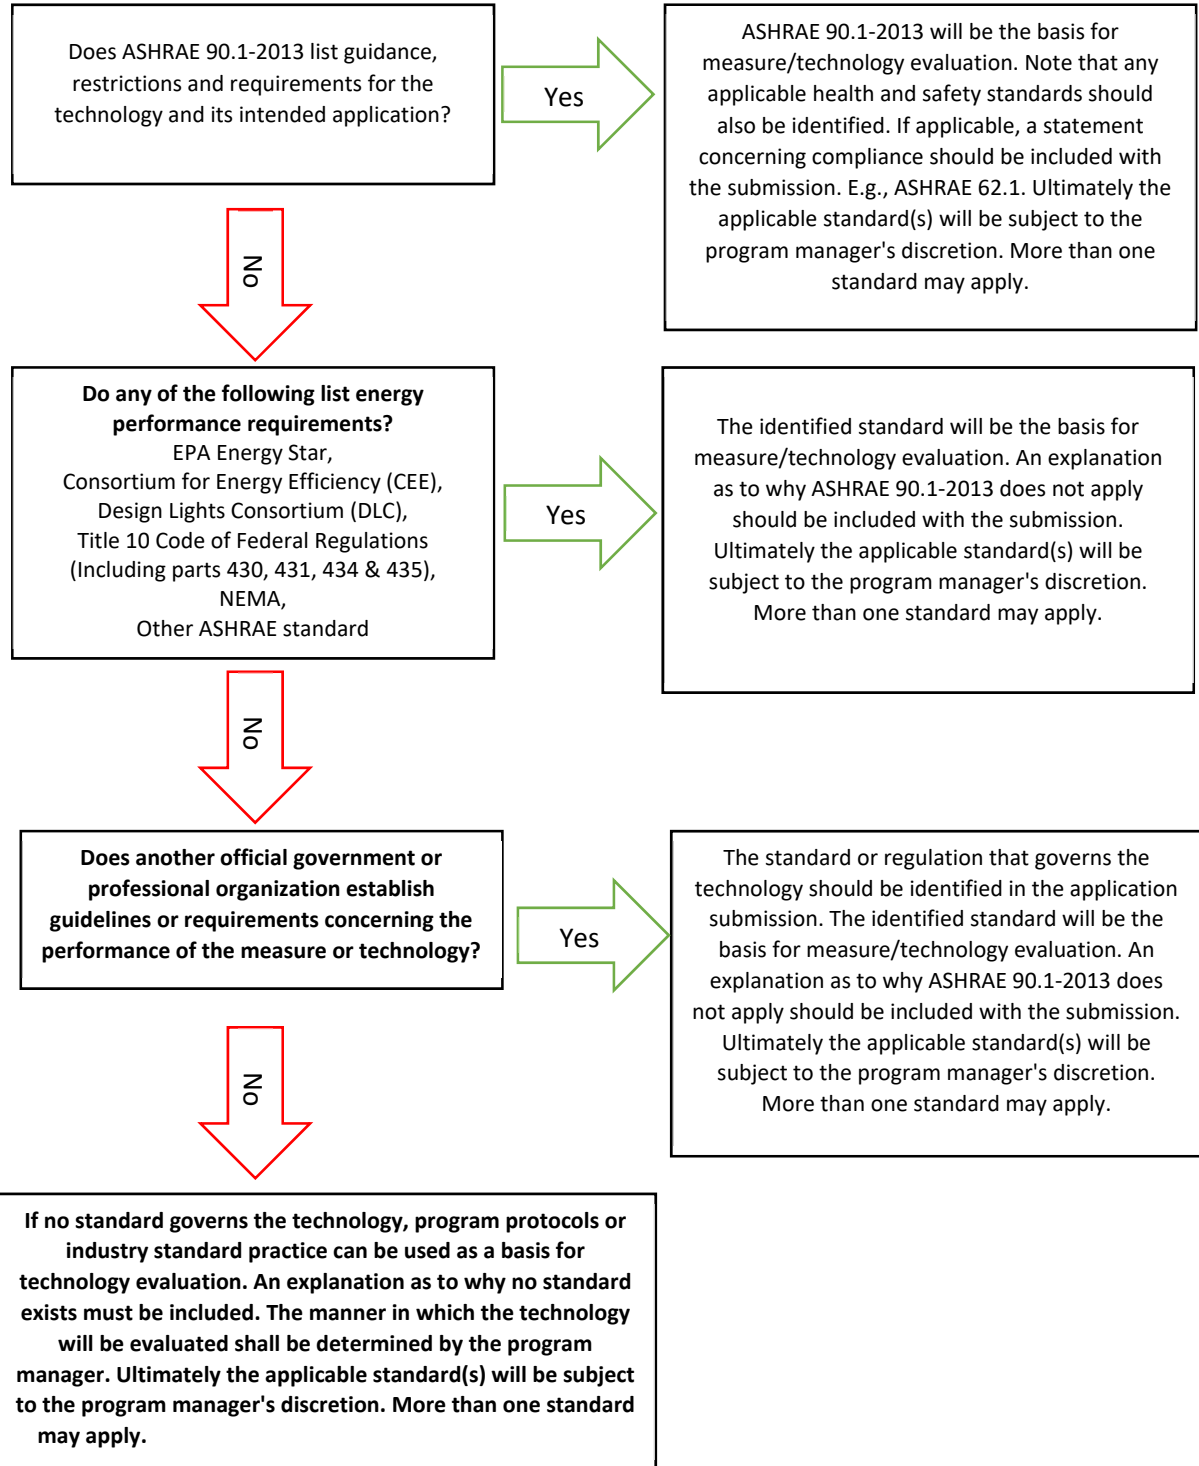 Does ASHRAE 90.1-2013 list guidance,
restrictions and requirements for the
technology and its intended application?
Yes
ASHRAE 90.1-2013 will be the basis for
measure/technology evaluation. Note that any
applicable health and safety standards should
also be identified. If applicable, a statement
concerning compliance should be included with
the submission. E.g., ASHRAE 62.1. Ultimately the
applicable standard(s) will be subject to the
program manager's discretion. More than one
standard may apply.
No
Do any of the following list energy
performance requirements?
EPA Energy Star,
Consortium for Energy Efficiency (CEE),
Design Lights Consortium (DLC),
Title 10 Code of Federal Regulations
(Including parts 430, 431, 434 & 435),
NEMA,
Other ASHRAE standard
Yes
The identified standard will be the basis for
measure/technology evaluation. An explanation
as to why ASHRAE 90.1-2013 does not apply
should be included with the submission.
Ultimately the applicable standard(s) will be
subject to the program manager's discretion.
More than one standard may apply.
No
Does another official government or
professional organization establish
guidelines or requirements concerning the
performance of the measure or technology?
Yes
The standard or regulation that governs the
technology should be identified in the application
submission. The identified standard will be the
basis for measure/technology evaluation. An
explanation as to why ASHRAE 90.1-2013 does
not apply should be included with the submission.
Ultimately the applicable standard(s) will be
subject to the program manager's discretion.
More than one standard may apply.
No
If no standard governs the technology, program protocols or
industry standard practice can be used as a basis for
technology evaluation. An explanation as to why no standard
exists must be included. The manner in which the technology
will be evaluated shall be determined by the program
manager. Ultimately the applicable standard(s) will be subject
to the program manager's discretion. More than one standard
may apply.